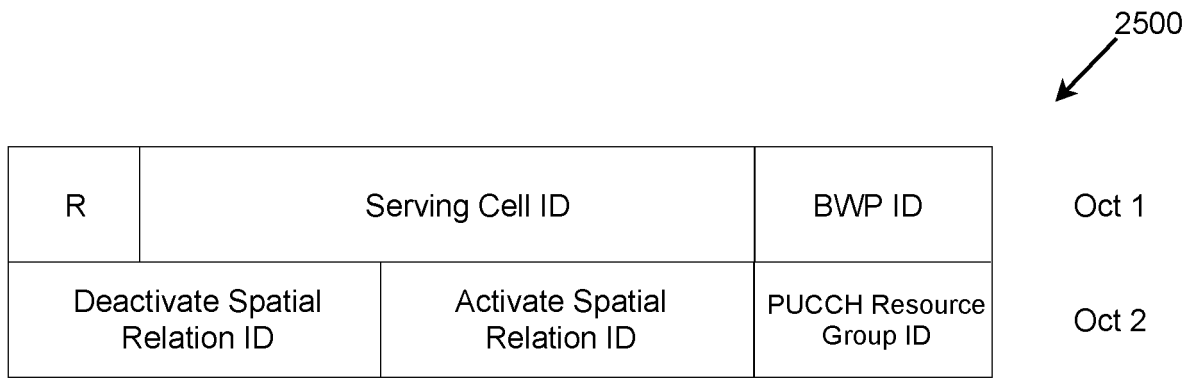 2500
R Serving Cell ID BWP ID Oct 1
Deactivate Spatial
Relation ID
Activate Spatial
Relation ID
PUCCH Resource
Group ID
Oct 2